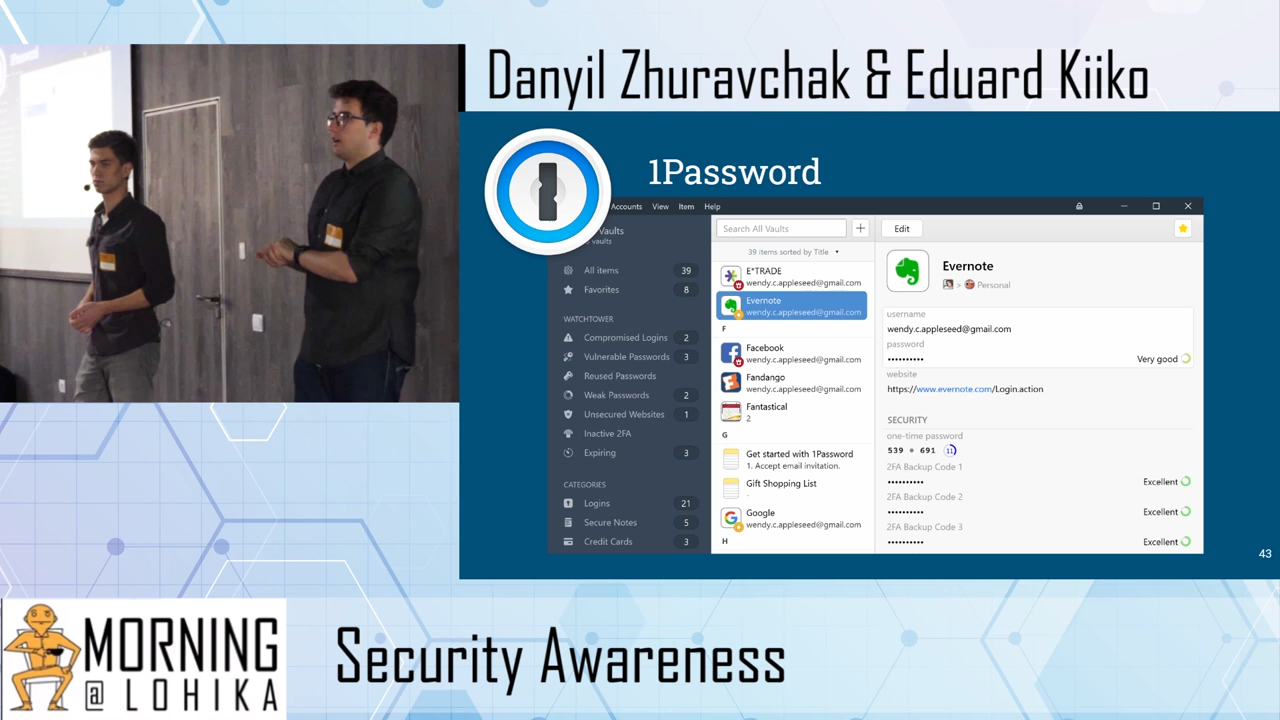 Danyil Zhuravchak & Eduard Kiiko
1Password
Accounts View Item Help
Vaults
vaults
All items 39
Favorites 8
WATCHTOWER
Compromised Logins 2
Vulnerable Passwords 3
Reused Passwords
Weak Passwords 2
Unsecured Websites 1
Inactive 2FA
Expiring 3
CATEGORIES
Logins 21
Secure Notes 5
Credit Cards 3
Search All Vaults
39 items sorted by Title
E*TRADE
wendy.c.appleseed@gmail.com
Evernote
wendy.c.appleseed@gmail.com
F
Facebook
wendy.c.appleseed@gmail.com
Fandango
wendy.c.appleseed@gmail.com
Fantastical
2
G
Get started with 1Password
1. Accept email invitation.
Gift Shopping List
-
Google
wendy.c.appleseed@gmail.com
H
Edit
Evernote
> Personal
username
wendy.c.appleseed@gmail.com
password
•••••••••• Very good
website
https://www.evernote.com/Login.action
SECURITY
one-time password
539 • 691 11
2FA Backup Code 1
•••••••••• Excellent
2FA Backup Code 2
•••••••••• Excellent
2FA Backup Code 3
•••••••••• Excellent
43
MORNING
@ LOHIKA
Security Awareness